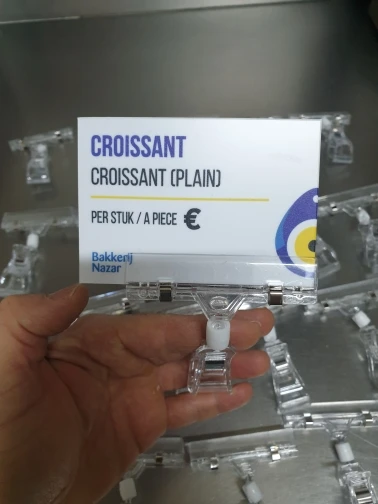 CROISSANT
CROISSANT (PLAIN)
PER STUK / A PIECE €
Bakkerij
Nazar